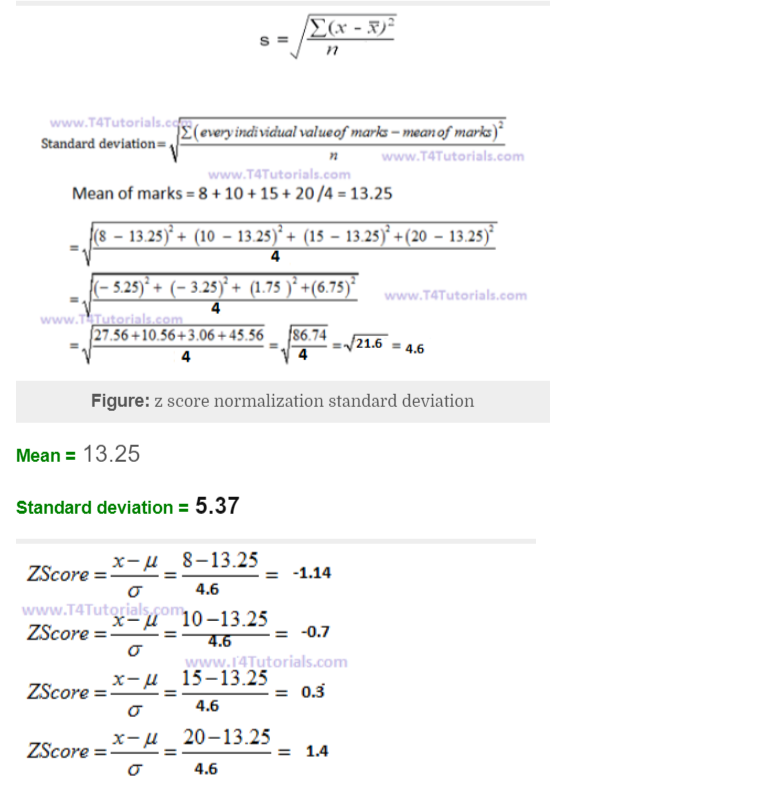 s = √(Σ(x - x̄)² / n)
www.T4Tutorials.com
Standard deviation= √(Σ(every individual value of marks – mean of marks)² / n)
www.T4Tutorials.com
www.T4Tutorials.com
Mean of marks = 8 + 10 + 15 + 20 /4 = 13.25
= √((8 – 13.25)² + (10 – 13.25)² + (15 – 13.25)² +(20 – 13.25)² / 4)
= √((– 5.25)² + (– 3.25)² + (1.75 )² +(6.75)² / 4)
www.T4Tutorials.com
www.T4Tutorials.com
= √(27.56+10.56+3.06+45.56 / 4) = √(86.74 / 4) = √21.6 = 4.6
Figure: z score normalization standard deviation
Mean = 13.25
Standard deviation = 5.37
ZScore = x – μ / σ = 8 – 13.25 / 4.6 = -1.14
www.T4Tutorials.com
ZScore = x – μ / σ = 10 – 13.25 / 4.6 = -0.7
www.T4Tutorials.com
ZScore = x – μ / σ = 15 – 13.25 / 4.6 = 0.3
ZScore = x – μ / σ = 20 – 13.25 / 4.6 = 1.4